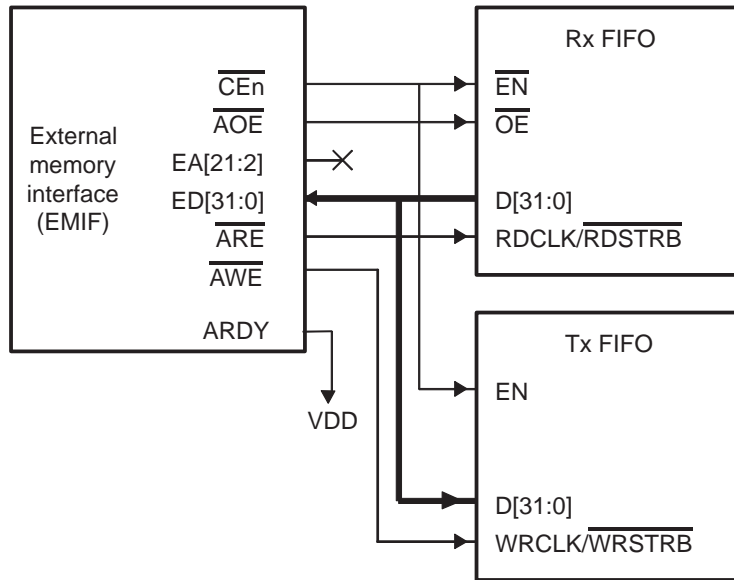 External
memory
interface
(EMIF)
CEn
AOE
EA[21:2]
ED[31:0]
ARE
AWE
ARDY
VDD
Rx FIFO
EN
OE
D[31:0]
RDCLK/RDSTRB
Tx FIFO
EN
D[31:0]
WRCLK/WRSTRB